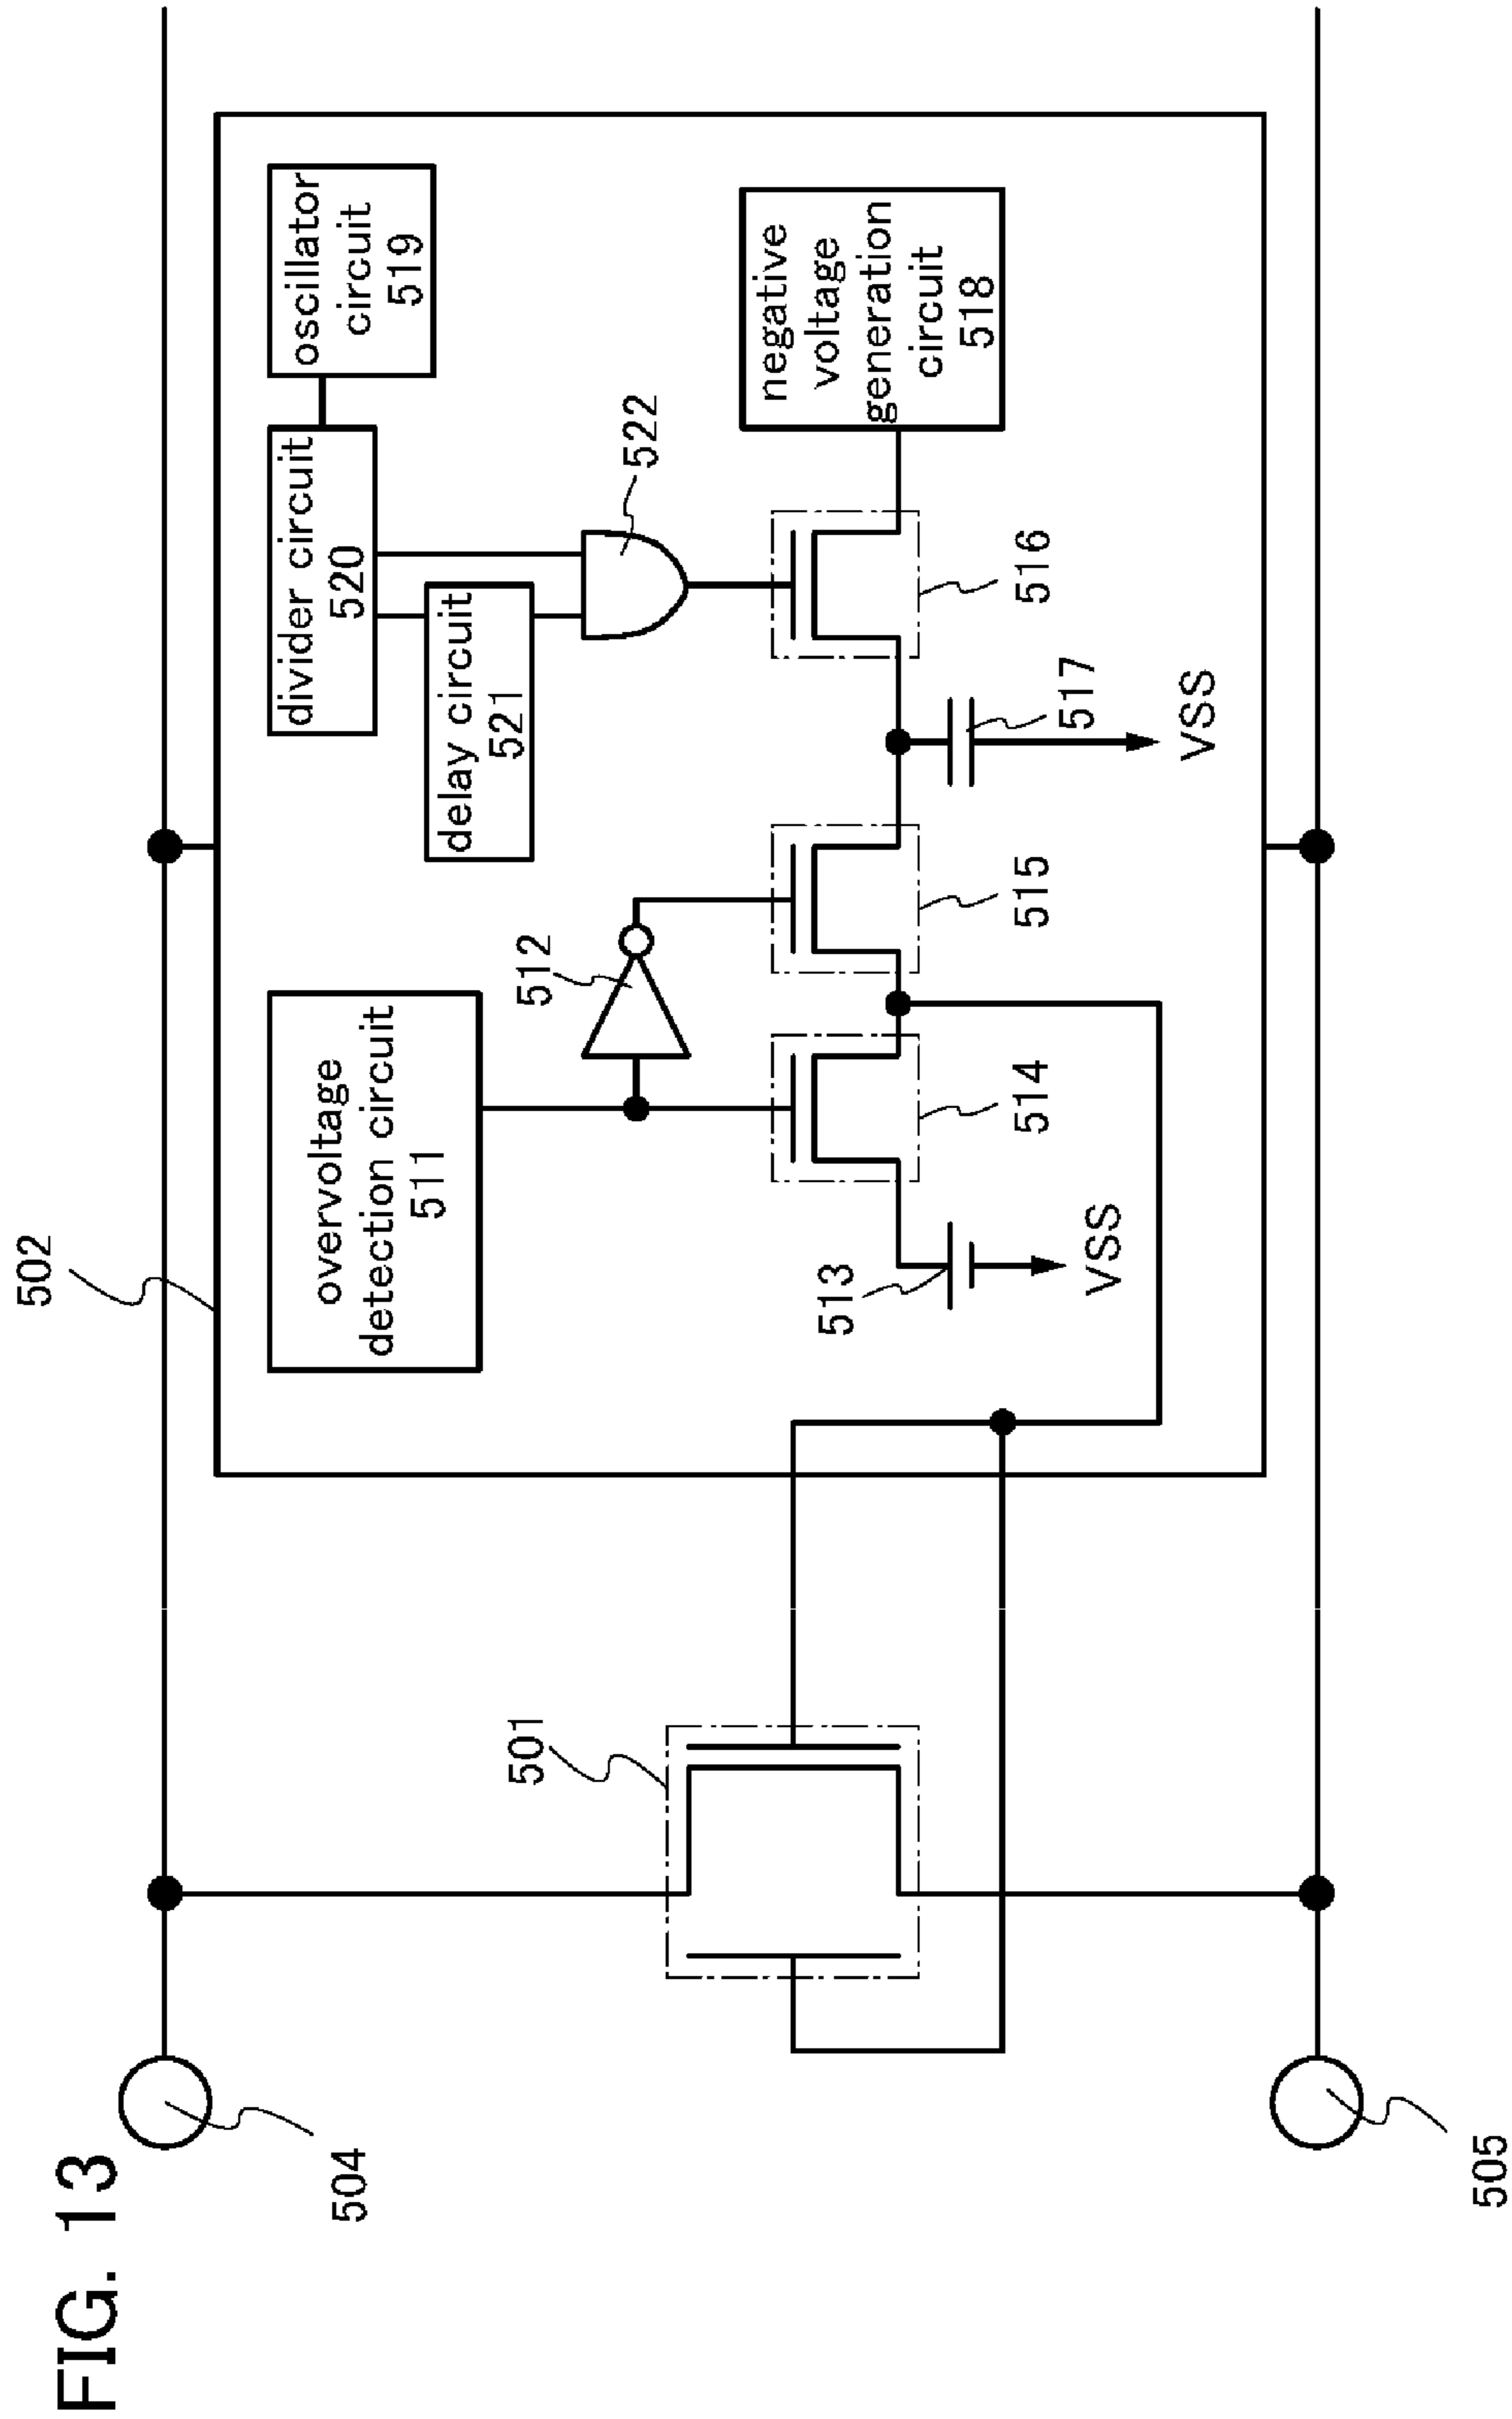 FIG. 13
502
504
501
overvoltage
detection circuit
511
512
513
VSS
514
515
divider circuit
520
delay circuit
521
oscillator
circuit
519
522
negative
voltage
generation
circuit
518
516
517
VSS
505